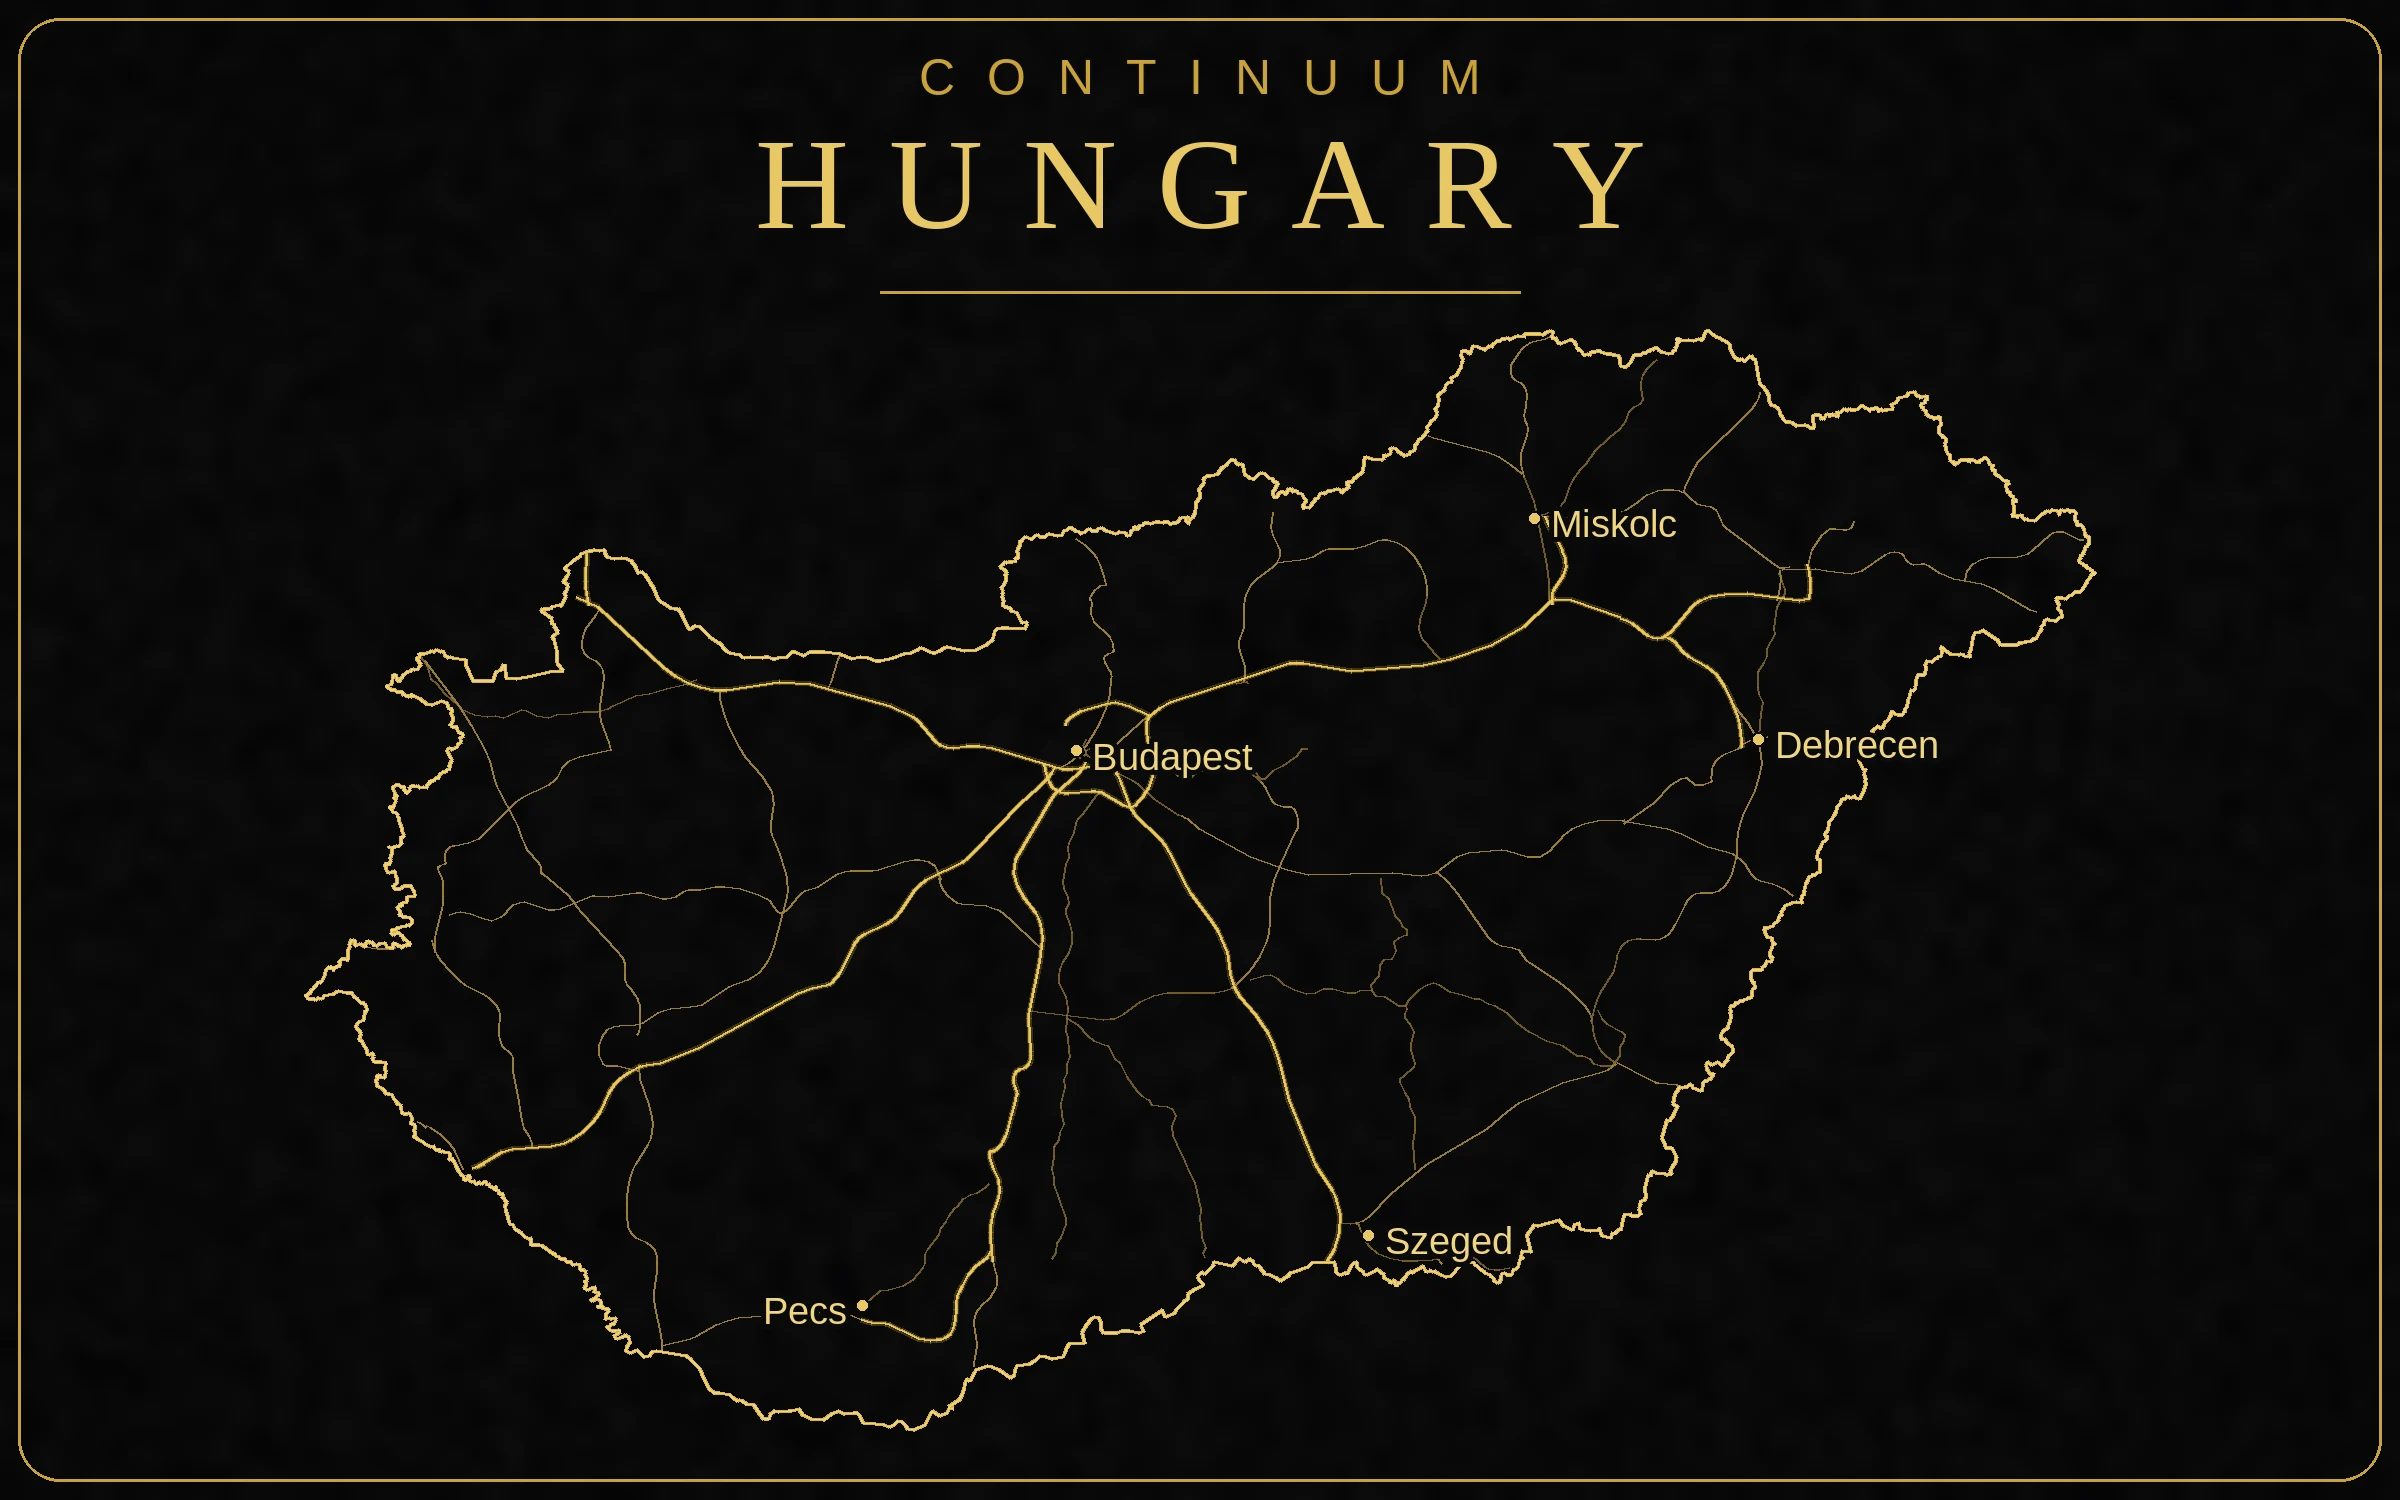 CONTINUUM
HUNGARY
Miskolc
Debrecen
Budapest
Szeged
Pecs